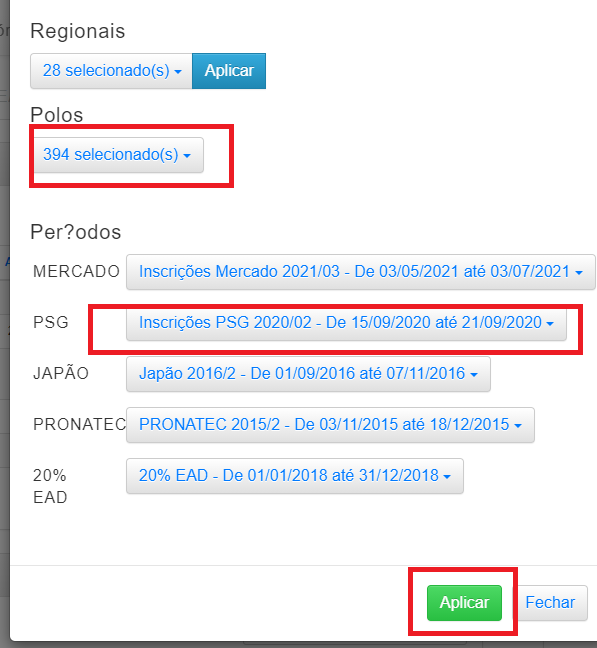 Regionais
28 selecionado(s) Aplicar
Polos
394 selecionado(s)
Per?odos
MERCADO Inscrições Mercado 2021/03 - De 03/05/2021 até 03/07/2021
PSG Inscrições PSG 2020/02 - De 15/09/2020 até 21/09/2020
JAPÃO Japão 2016/2 - De 01/09/2016 até 07/11/2016
PRONATEC PRONATEC 2015/2 - De 03/11/2015 até 18/12/2015
20% EAD - De 01/01/2018 até 31/12/2018
20%
EAD
Aplicar Fechar